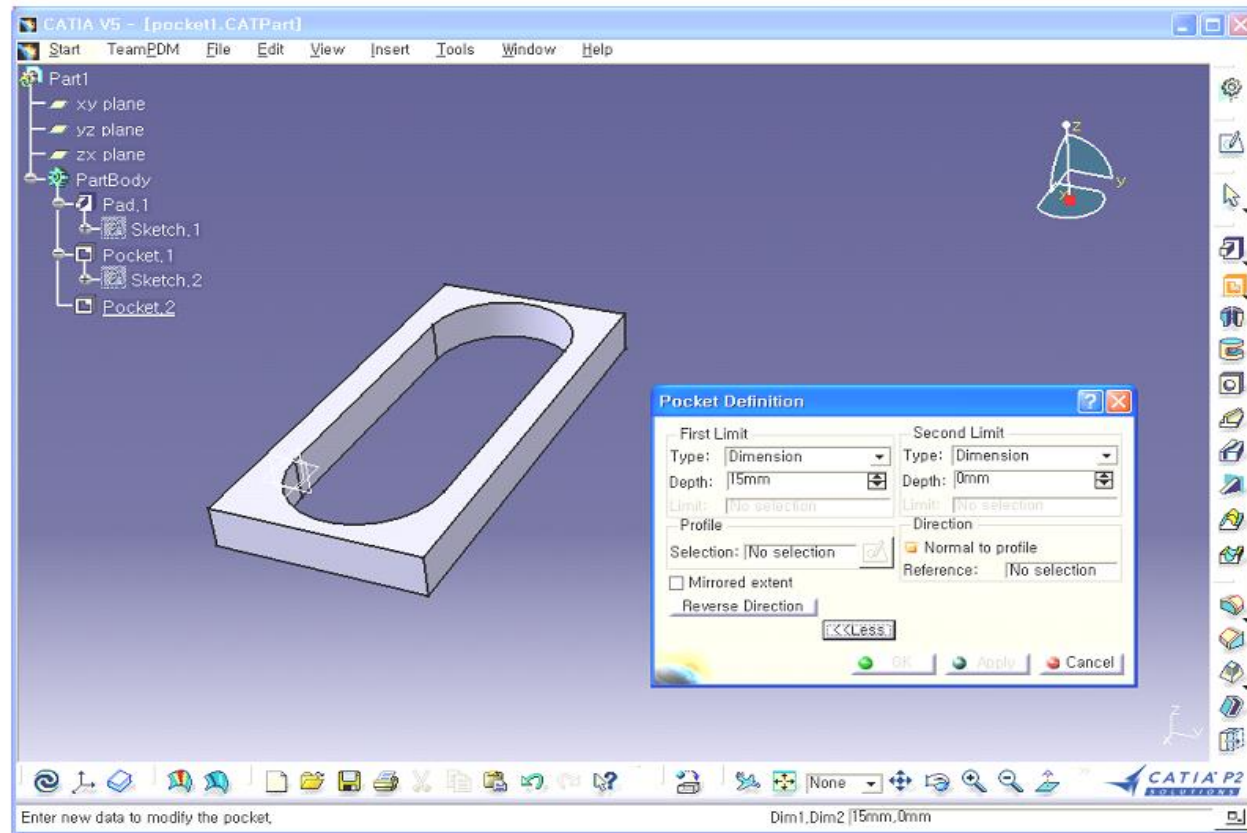 CATIA V5 - [pocket1.CATPart]
Start TeamPDM File Edit View Insert Tools Window Help
Part1
xy plane
yz plane
zx plane
PartBody
Pad,1
Sketch,1
Pocket,1
Sketch,2
Pocket,2
z
y
x
Pocket Definition
First Limit
Type: Dimension
Depth: 15mm
Limit: No selection
Second Limit
Type: Dimension
Depth: 0mm
Limit: No selection
Profile
Selection: No selection
Direction
Normal to profile
Reference: No selection
Mirrored extent
Reverse Direction
<<Less
OK Apply Cancel
z
x y
None
CATIA P2
SOLUTIONS
Enter new data to modify the pocket,
Dim1,Dim2 15mm,0mm